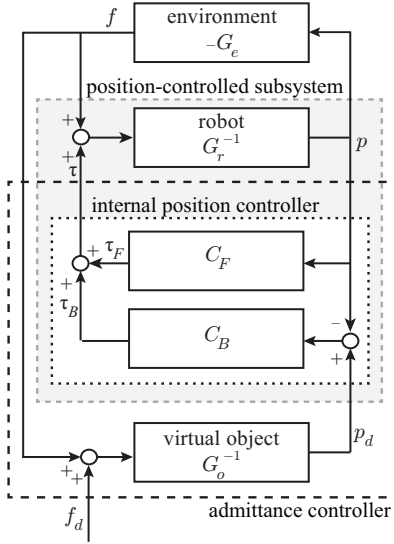 f
environment
–G_e
position-controlled subsystem
+
robot
G_r^{-1}
+
τ
p
internal position controller
+
τ_F
C_F
+
τ_B
C_B
–
+
virtual object
G_o^{-1}
p_d
+
+
f_d
admittance controller